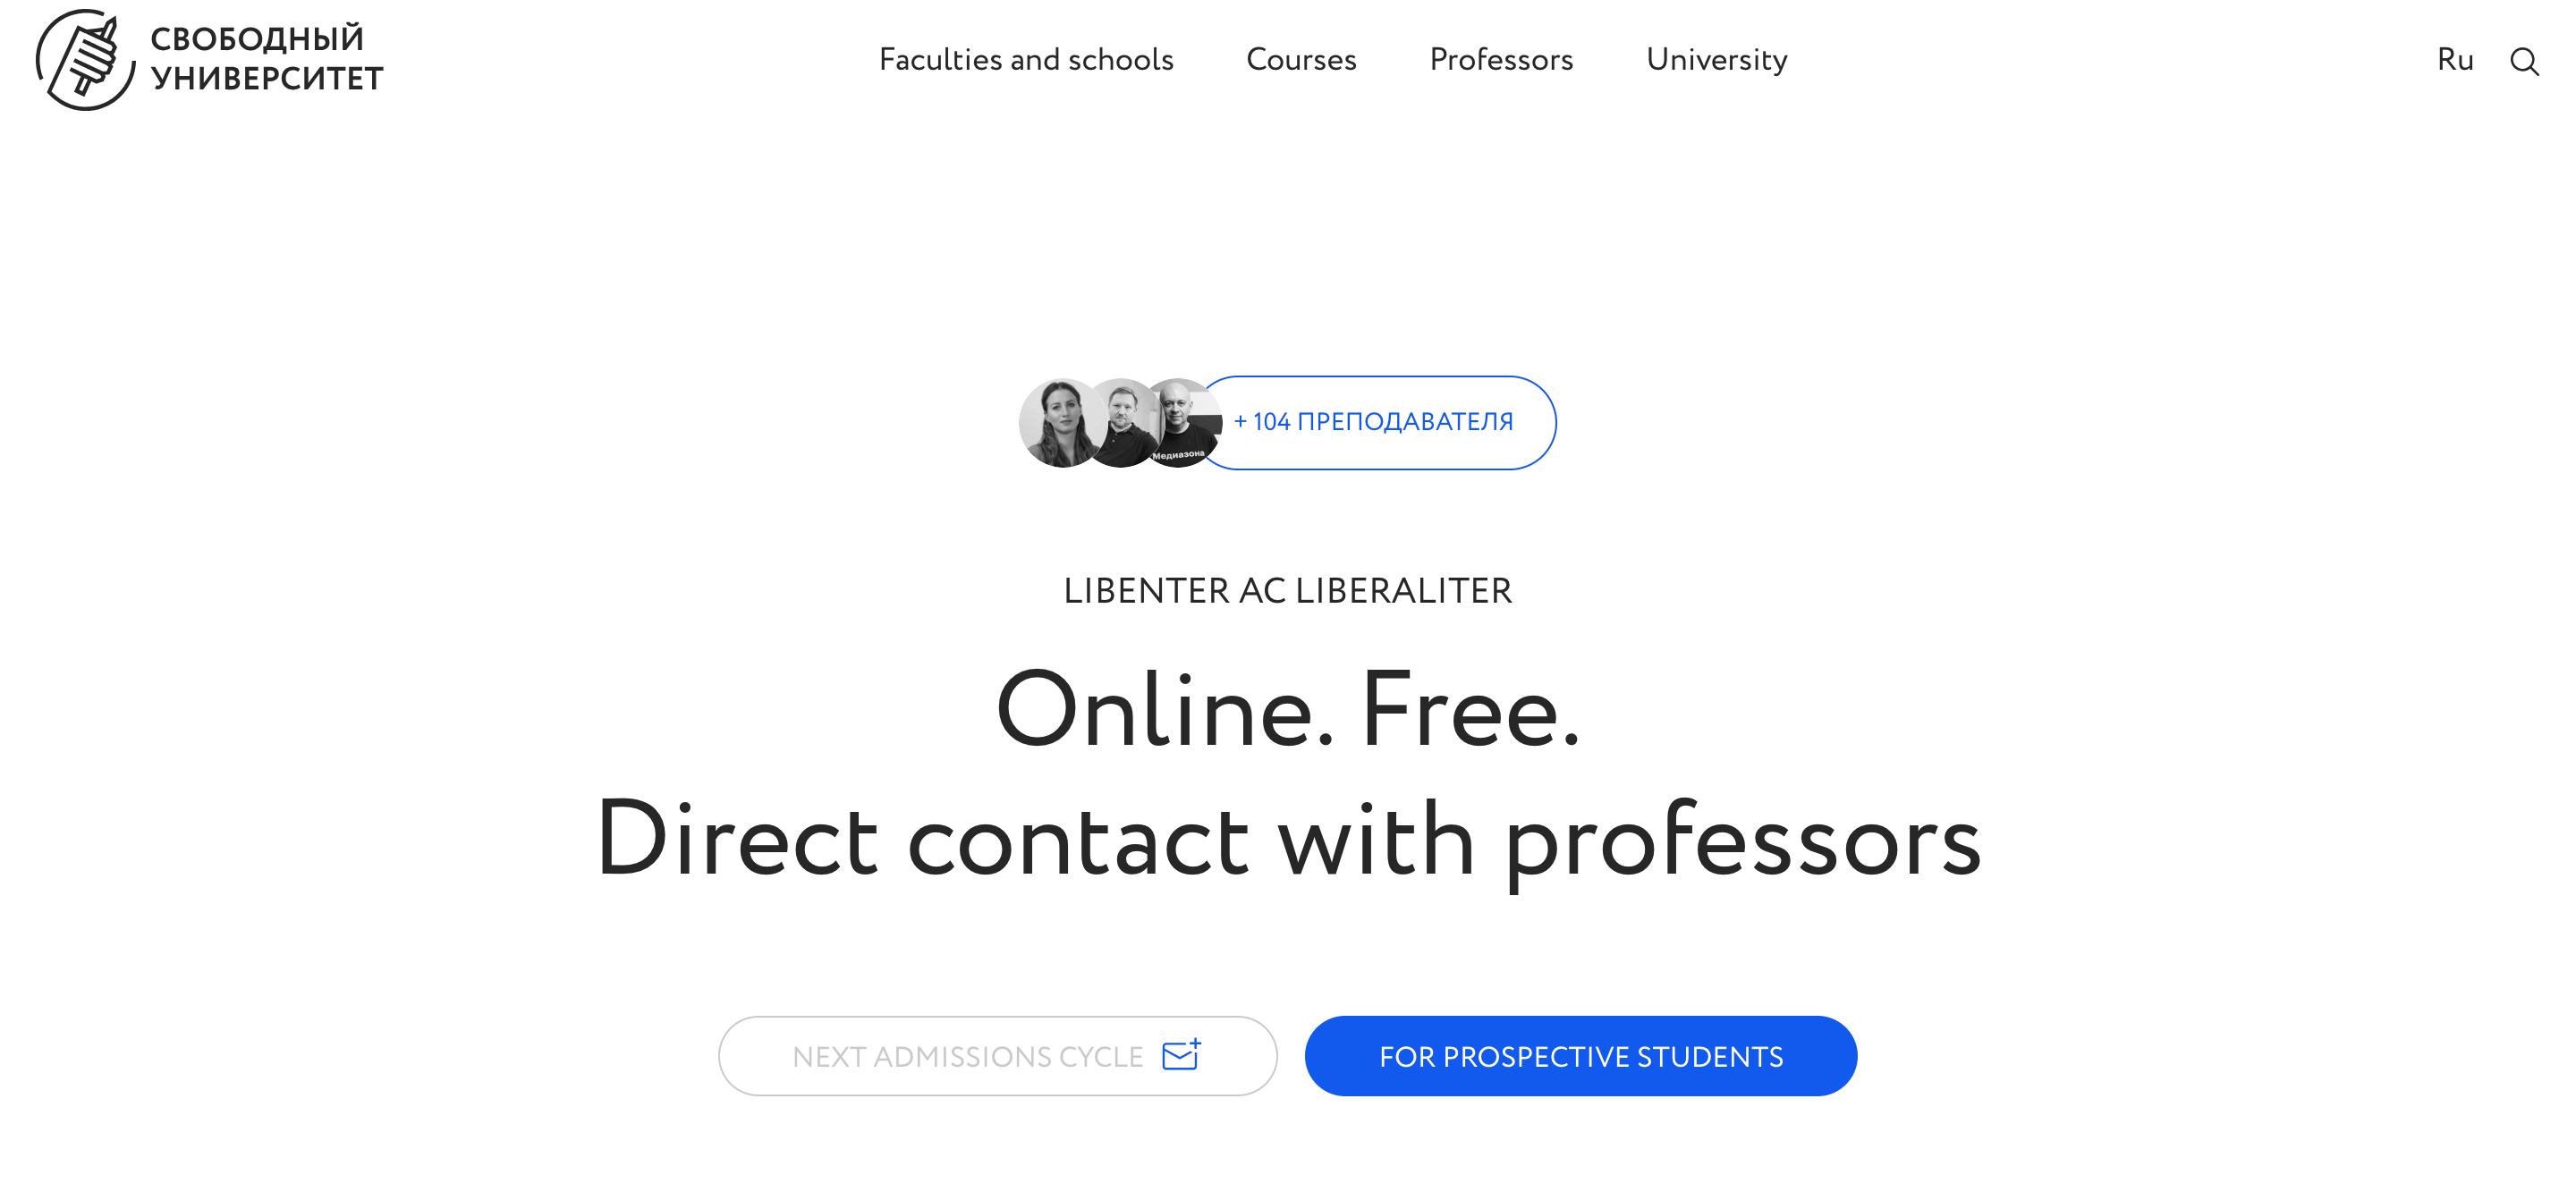 СВОБОДНЫЙ
УНИВЕРСИТЕТ
Faculties and schools
Courses
Professors
University
Ru
Медиазона
+ 104 ПРЕПОДАВАТЕЛЯ
LIBENTER AC LIBERALITER
Online. Free.
Direct contact with professors
NEXT ADMISSIONS CYCLE
FOR PROSPECTIVE STUDENTS